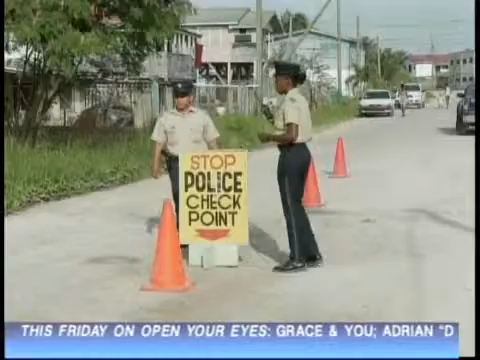 STOP
POLICE
CHECK
POINT
THIS FRIDAY ON OPEN YOUR EYES: GRACE & YOU; ADRIAN "D